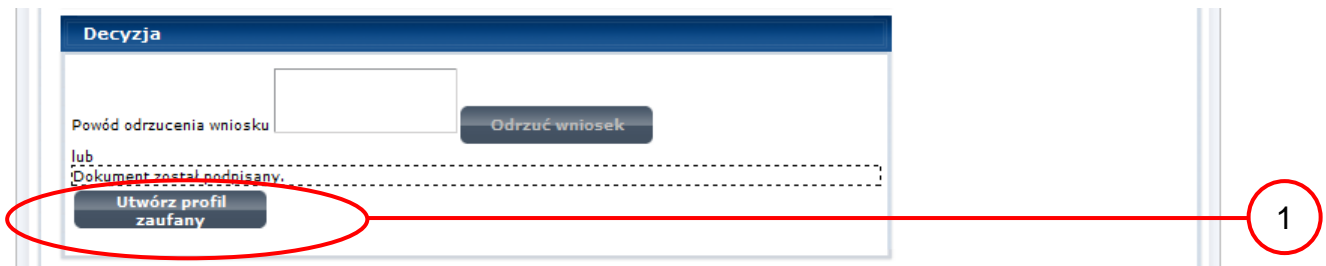 Decyzja
Powód odrzucenia wniosku
Odrzuć wniosek
lub
Dokument został podpisany.
Utwórz profil
zaufany
1